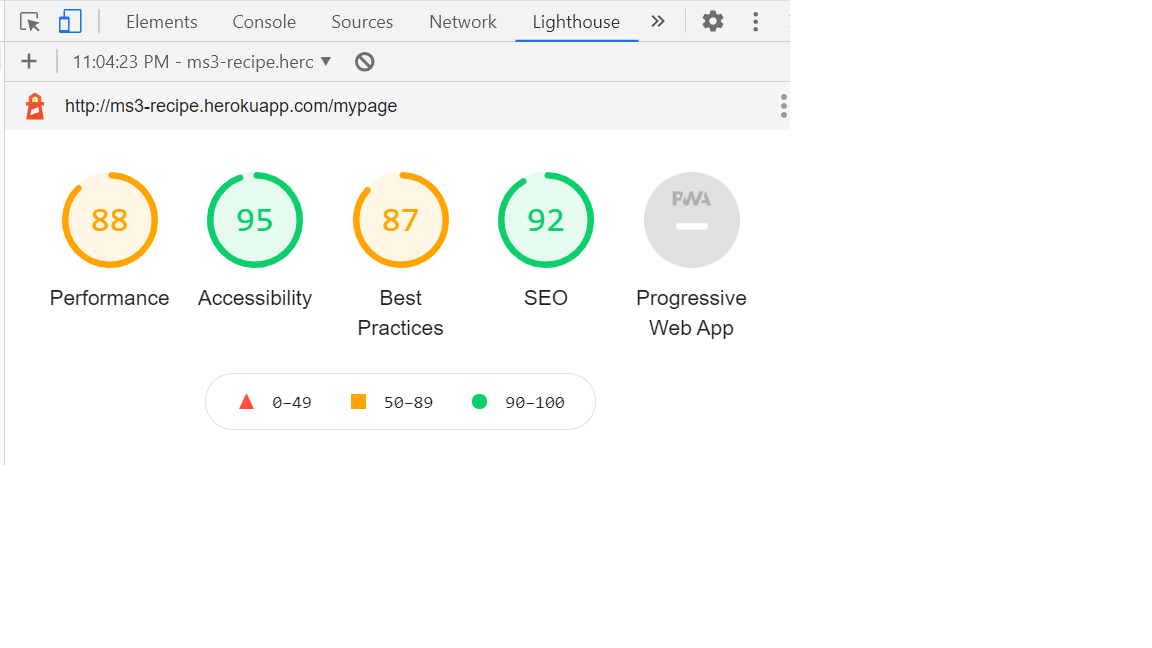 Elements Console Sources Network Lighthouse »
+ 11:04:23 PM - ms3-recipe.herc ▼
http://ms3-recipe.herokuapp.com/mypage
88 95 87 92 PWA
Performance Accessibility Best Practices SEO Progressive Web App
0–49 50–89 90–100